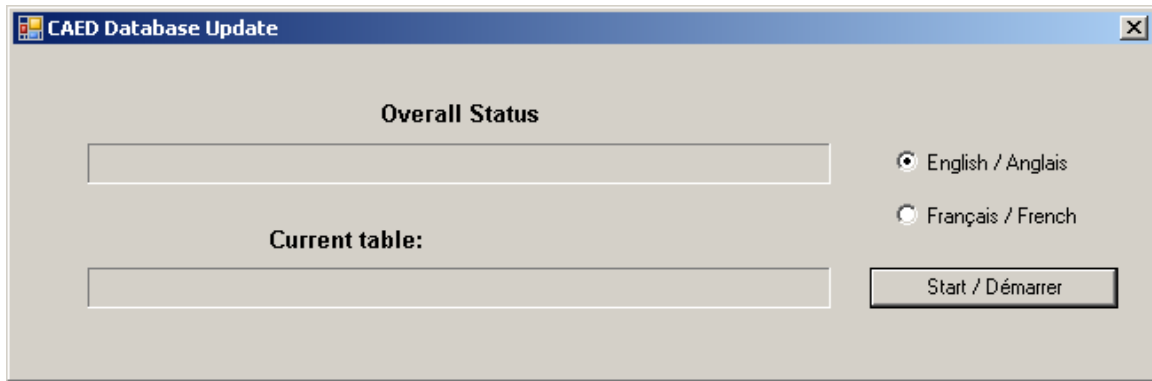 CAED Database Update
Overall Status
English / Anglais
Français / French
Current table:
Start / Démarrer